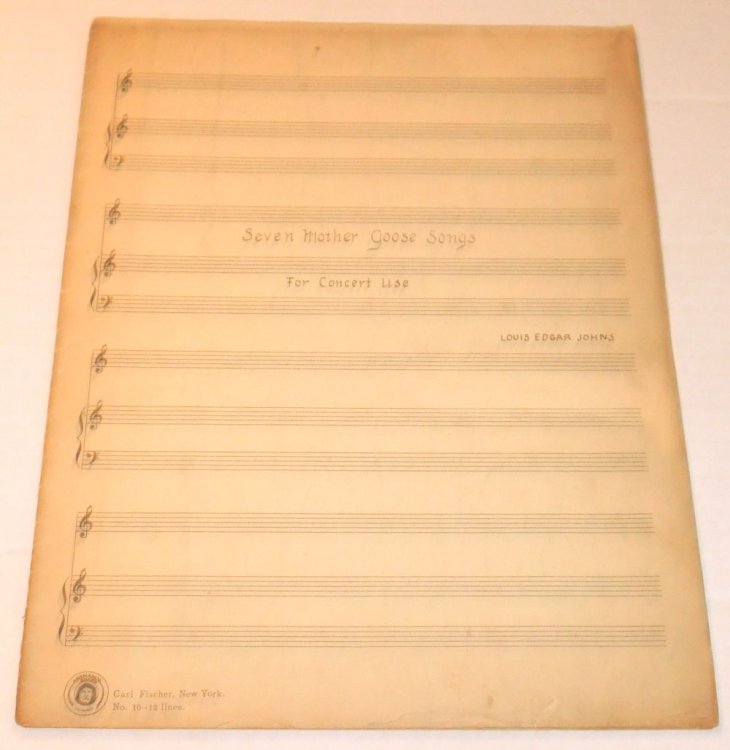 Seven Mother Goose Songs
For Concert Use
LOUIS EDGAR JOHNS
Carl Fischer, New York.
No. 10—12 lines.